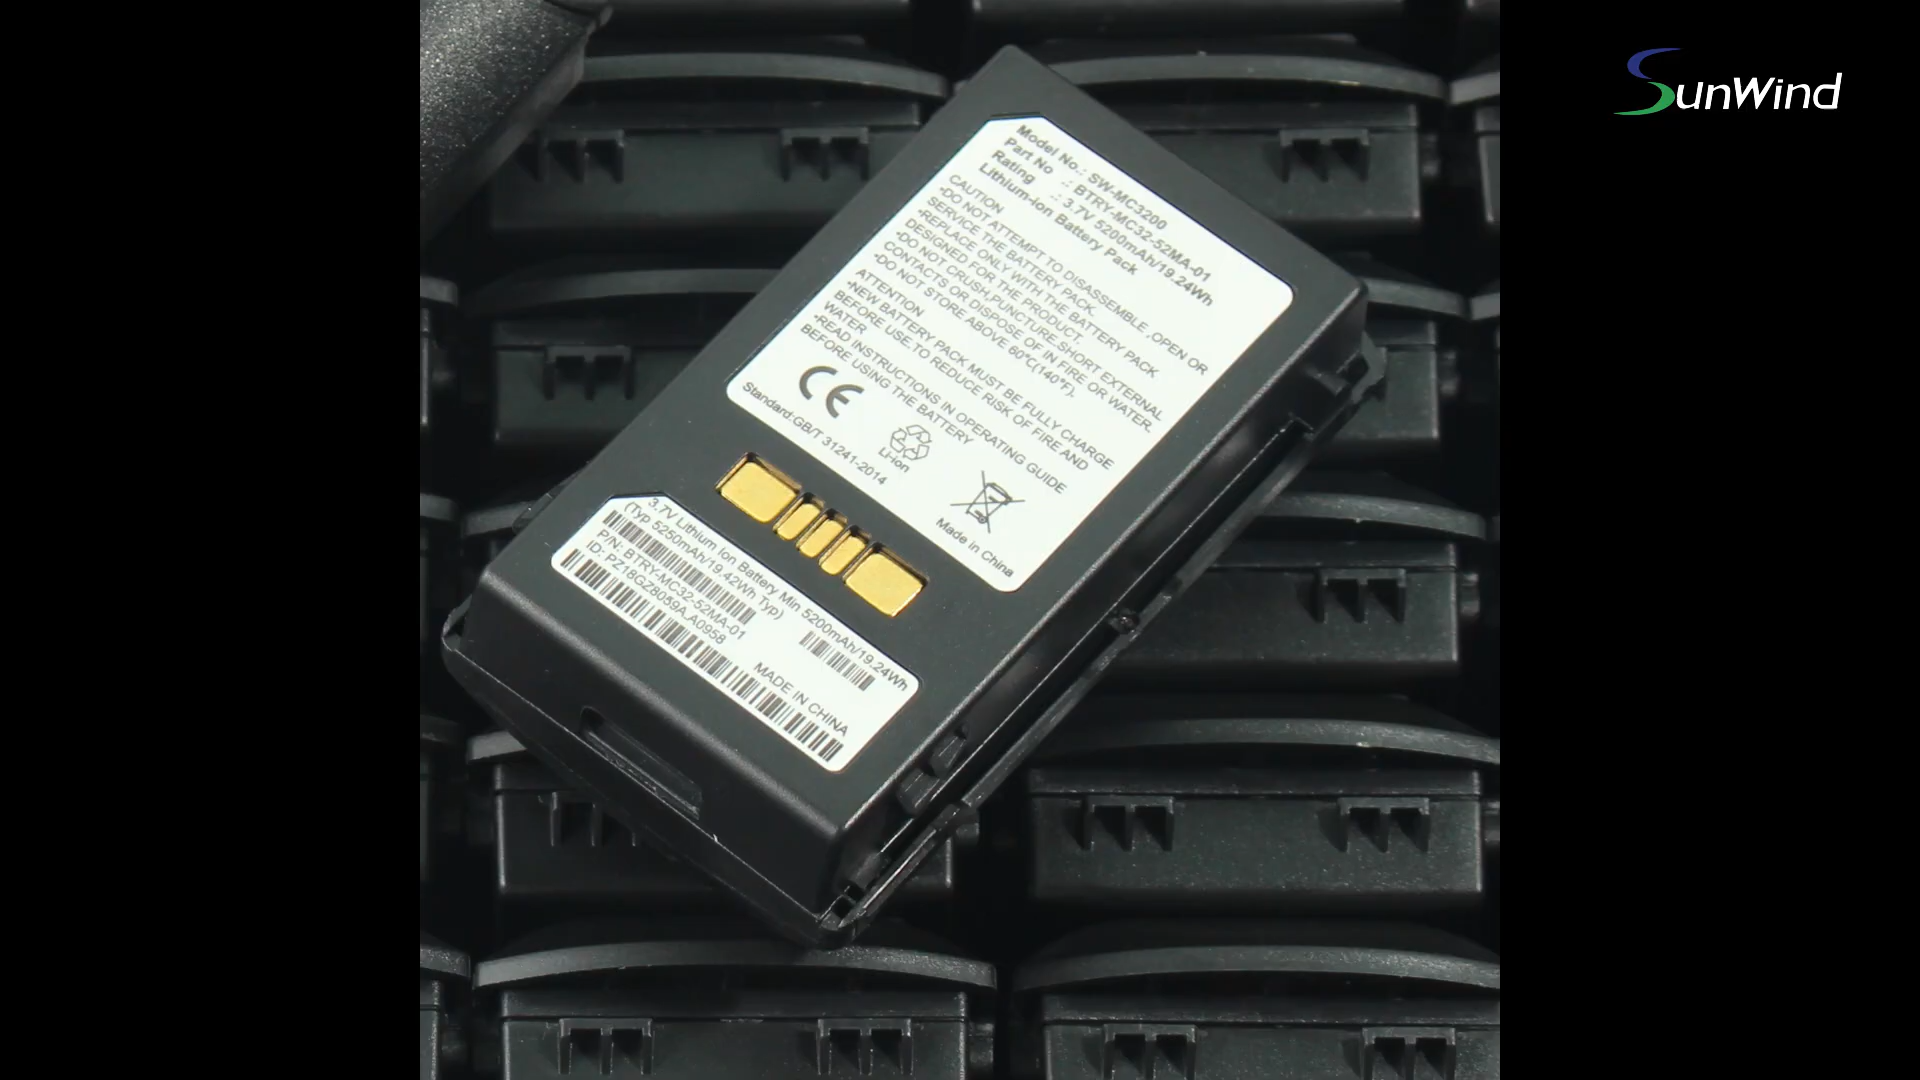 SunWind
Model No.: SW-MC3200
Part No .: BTRY-MC32-52MA-01
Rating .: 3.7V 5200mAh/19.24Wh
Lithium-ion Battery Pack
CAUTION
•DO NOT ATTEMPT TO DISASSEMBLE ,OPEN OR
SERVICE THE BATTERY PACK.
•REPLACE ONLY WITH THE BATTERY PACK
DESIGNED FOR THE PRODUCT.
•DO NOT CRUSH,PUNCTURE,SHORT EXTERNAL
CONTACTS OR DISPOSE OF IN FIRE OR WATER.
•DO NOT STORE ABOVE 60℃(140℉).
ATTENTION
•NEW BATTERY PACK MUST BE FULLY CHARGE
BEFORE USE.TO REDUCE RISK OF FIRE AND
WATER
•READ INSTRUCTIONS IN OPERATING GUIDE
BEFORE USING THE BATTERY
CE
Li-ion
Standard:GB/T 31241-2014
Made in China
3.7V Lithium Ion Battery Min 5200mAh/19.24Wh
(Typ 5250mAh/19.42Wh Typ)
P/N: BTRY-MC32-52MA-01
ID: PZ18GZ8059LA0958
MADE IN CHINA